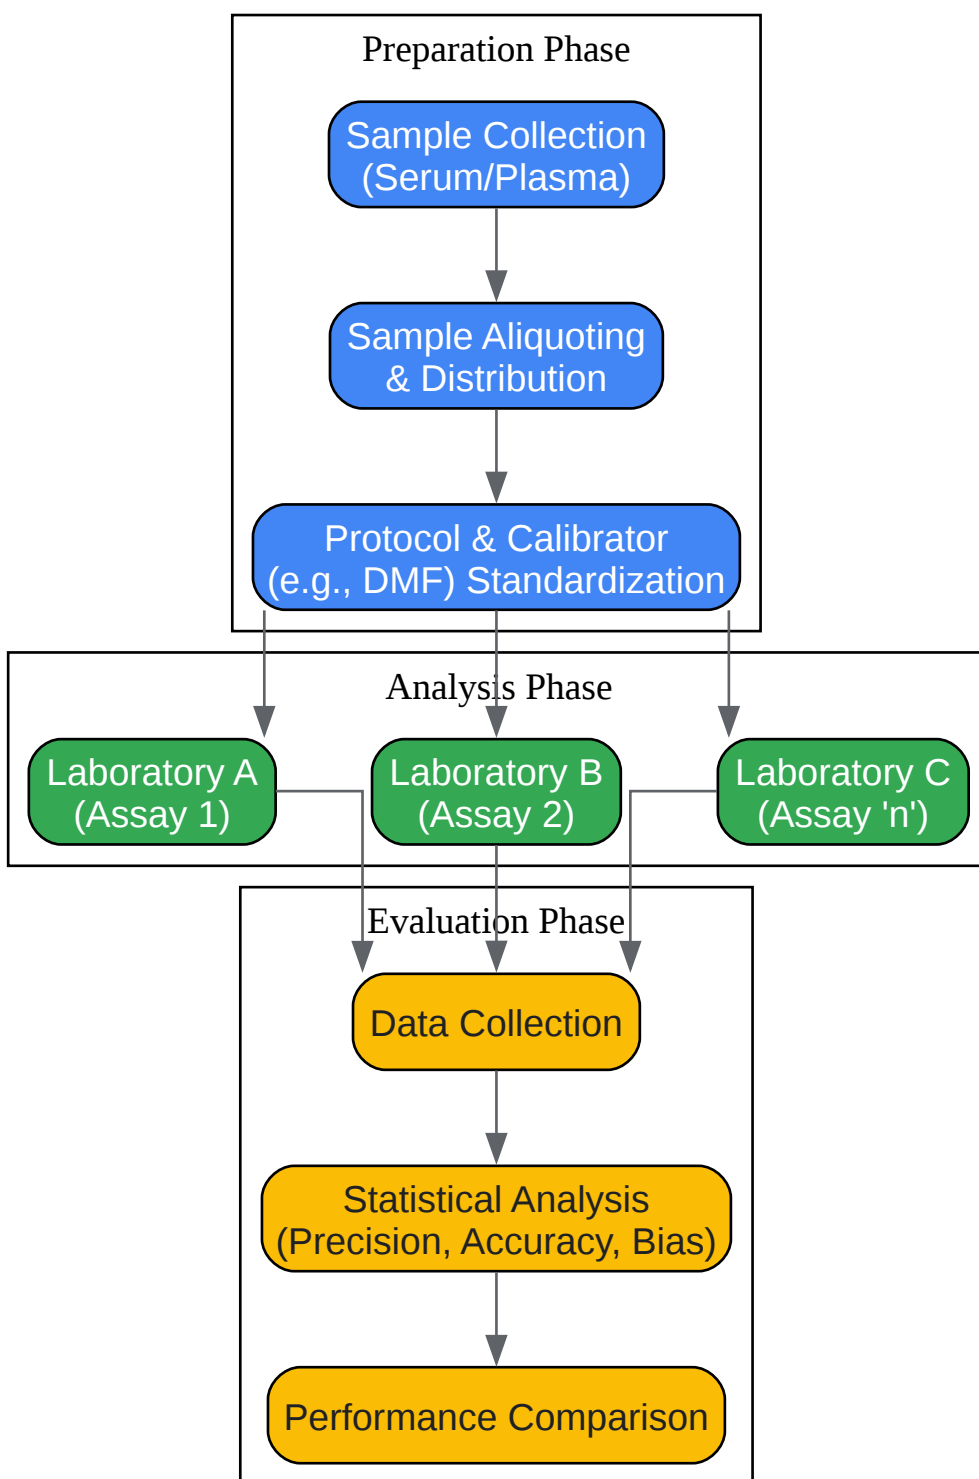 Preparation Phase
Sample Collection
(Serum/Plasma)
Sample Aliquoting
& Distribution
Protocol & Calibrator
(e.g., DMF) Standardization
Analysis Phase
Laboratory A
(Assay 1)
Laboratory B
(Assay 2)
Laboratory C
(Assay 'n')
Evaluation Phase
Data Collection
Statistical Analysis
(Precision, Accuracy, Bias)
Performance Comparison